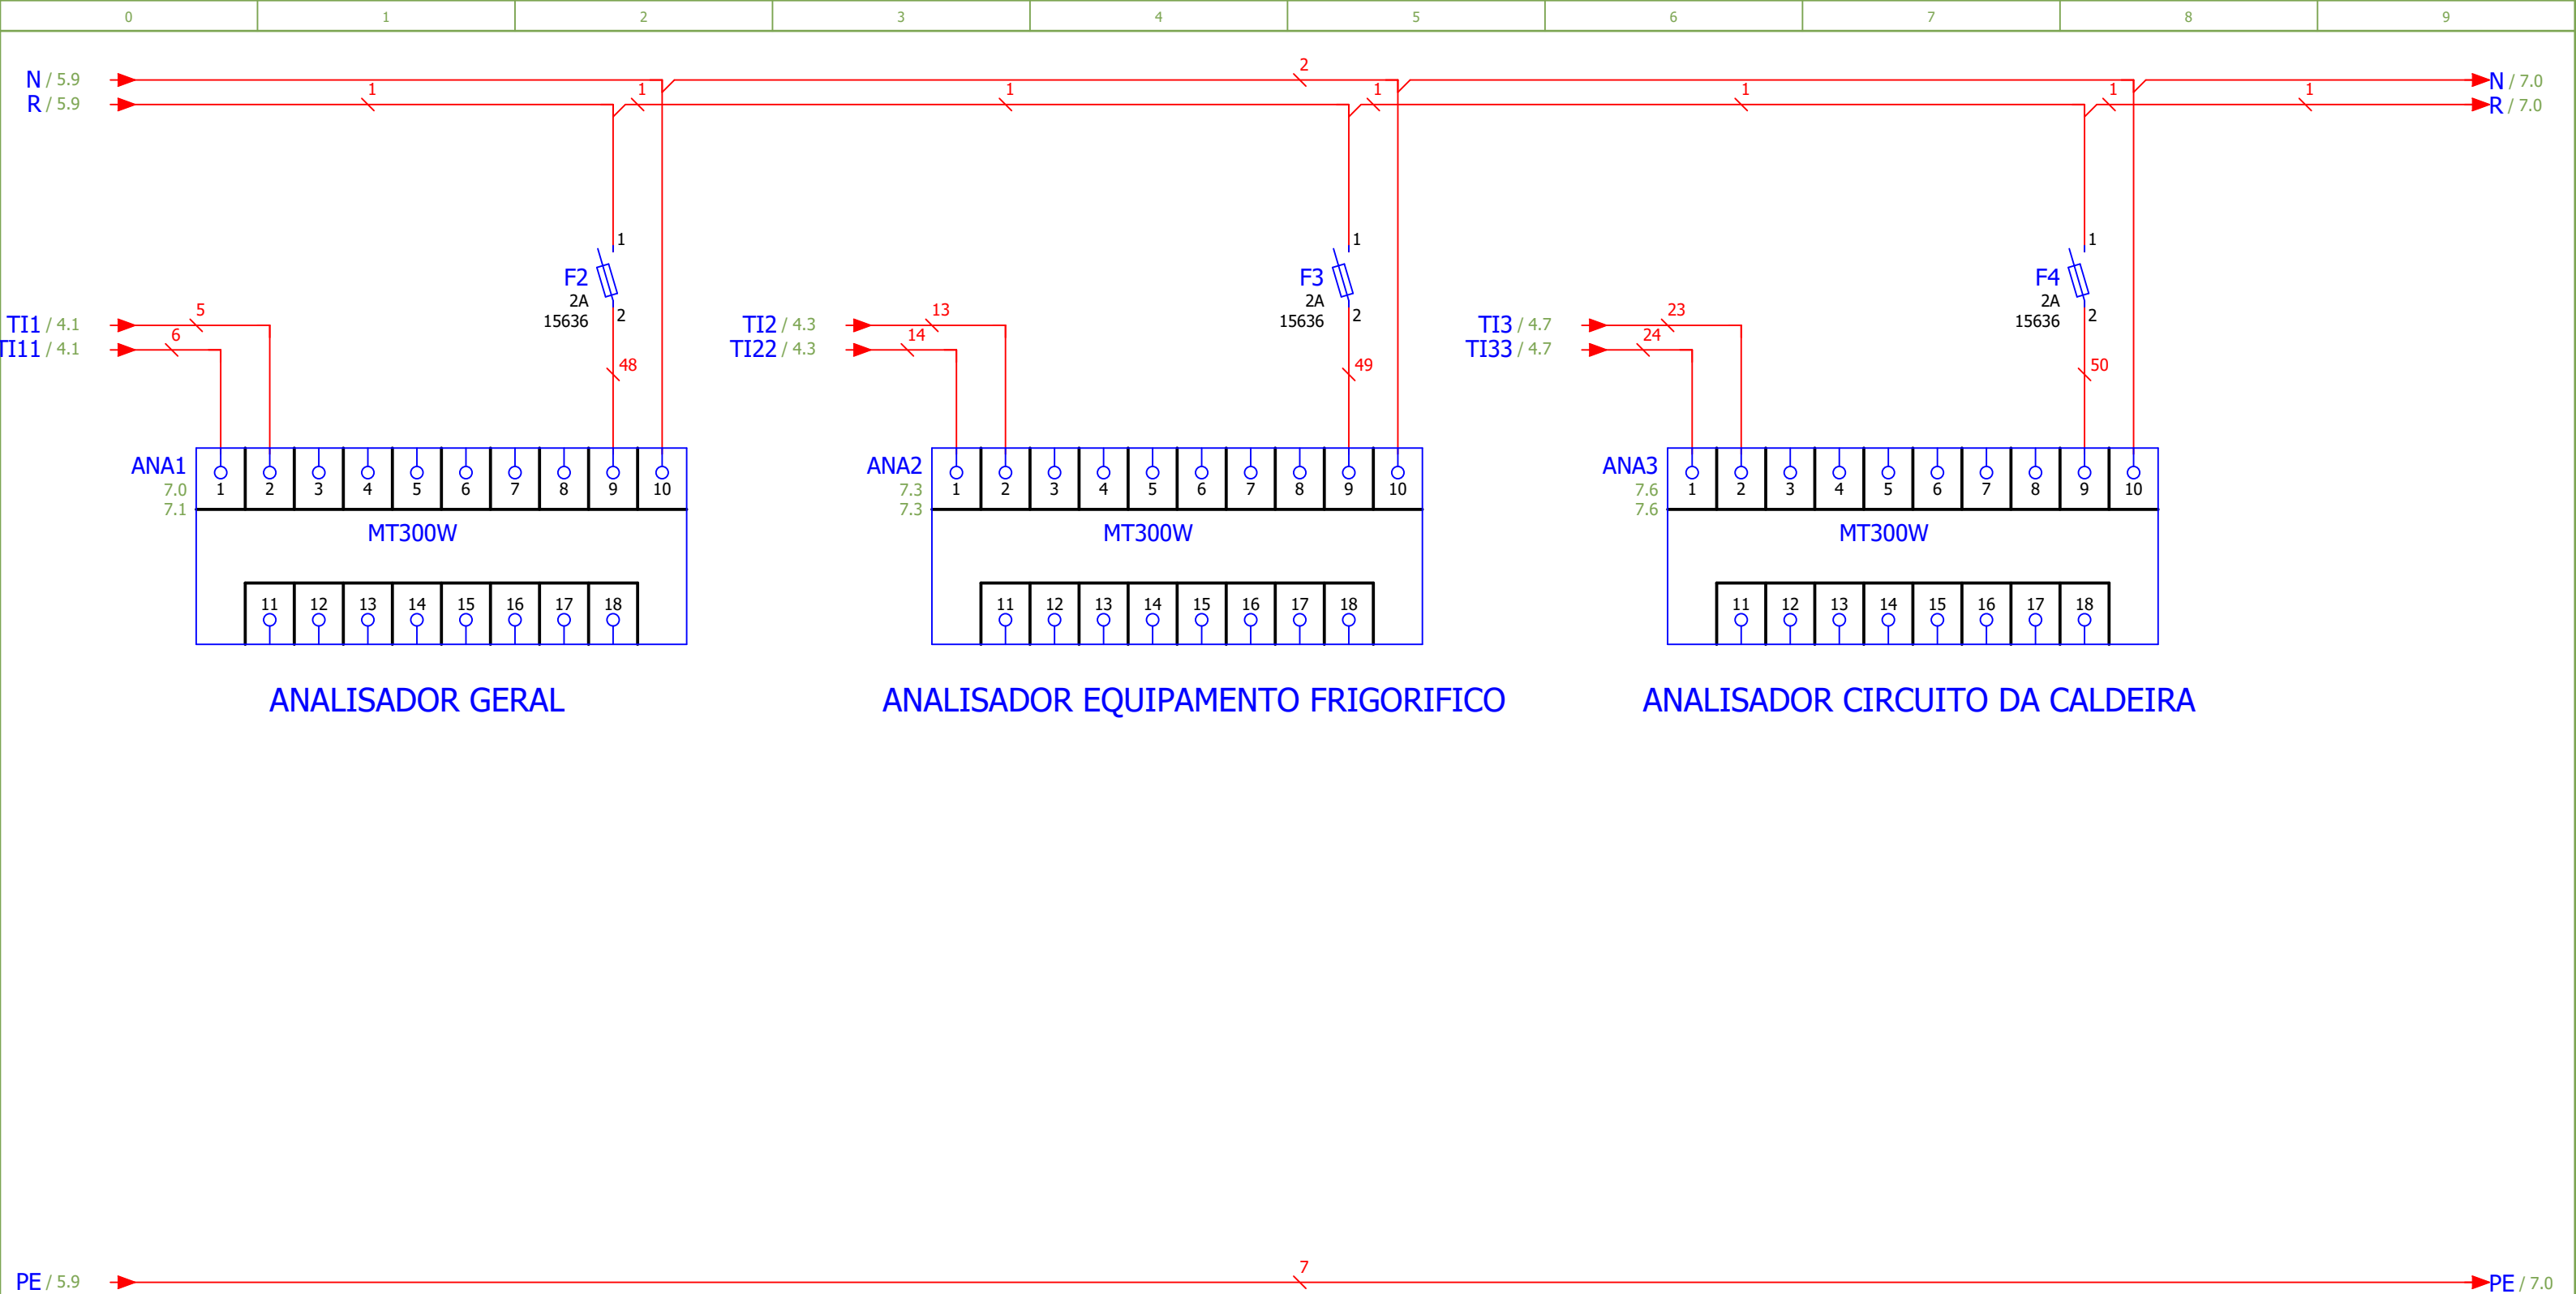 0 1 2 3 4 5 6 7 8 9
N / 5.9 2 N / 7.0
R / 5.9 1 1 1 1 1 1 1 R / 7.0
1 1 1
F2 F3 F4
2A 2A 2A
15636 2 15636 2 15636 2
TI1 / 4.1 5 TI2 / 4.3 13 TI3 / 4.7 23
TI11 / 4.1 6 TI22 / 4.3 14 TI33 / 4.7 24
48 49 50
ANA1 ANA2 ANA3
7.0 1 2 3 4 5 6 7 8 9 10 7.3 1 2 3 4 5 6 7 8 9 10 7.6 1 2 3 4 5 6 7 8 9 10
7.1 7.3 7.6
MT300W MT300W MT300W
11 12 13 14 15 16 17 18 11 12 13 14 15 16 17 18 11 12 13 14 15 16 17 18
ANALISADOR GERAL ANALISADOR EQUIPAMENTO FRIGORIFICO ANALISADOR CIRCUITO DA CALDEIRA
PE / 5.9 7 PE / 7.0